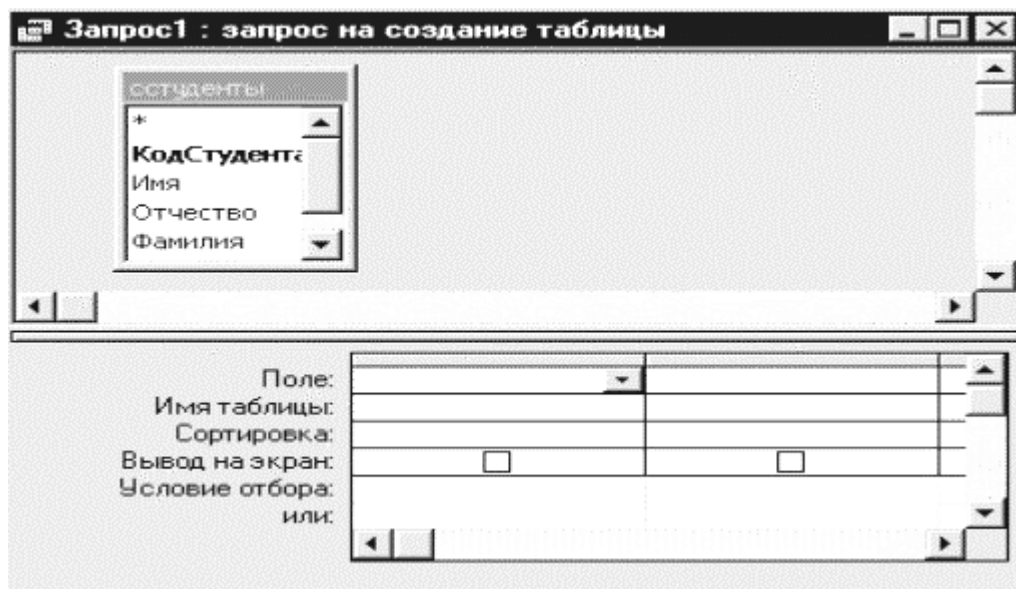 Запрос1 : запрос на создание таблицы
сстуденты
*
КодСтудента
Имя
Отчество
Фамилия
Поле:
Имя таблицы:
Сортировка:
Вывод на экран:
Условие отбора:
или: